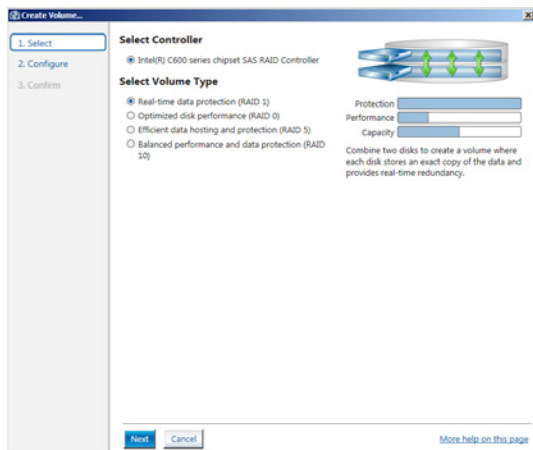 Create Volume...
1. Select
2. Configure
3. Confirm
Select Controller
Intel(R) C600 series chipset SAS RAID Controller
Select Volume Type
Real-time data protection (RAID 1)
Optimized disk performance (RAID 0)
Efficient data hosting and protection (RAID 5)
Balanced performance and data protection (RAID
10)
Protection
Performance
Capacity
Combine two disks to create a volume where
each disk stores an exact copy of the data and
provides real-time redundancy.
Next
Cancel
More help on this page